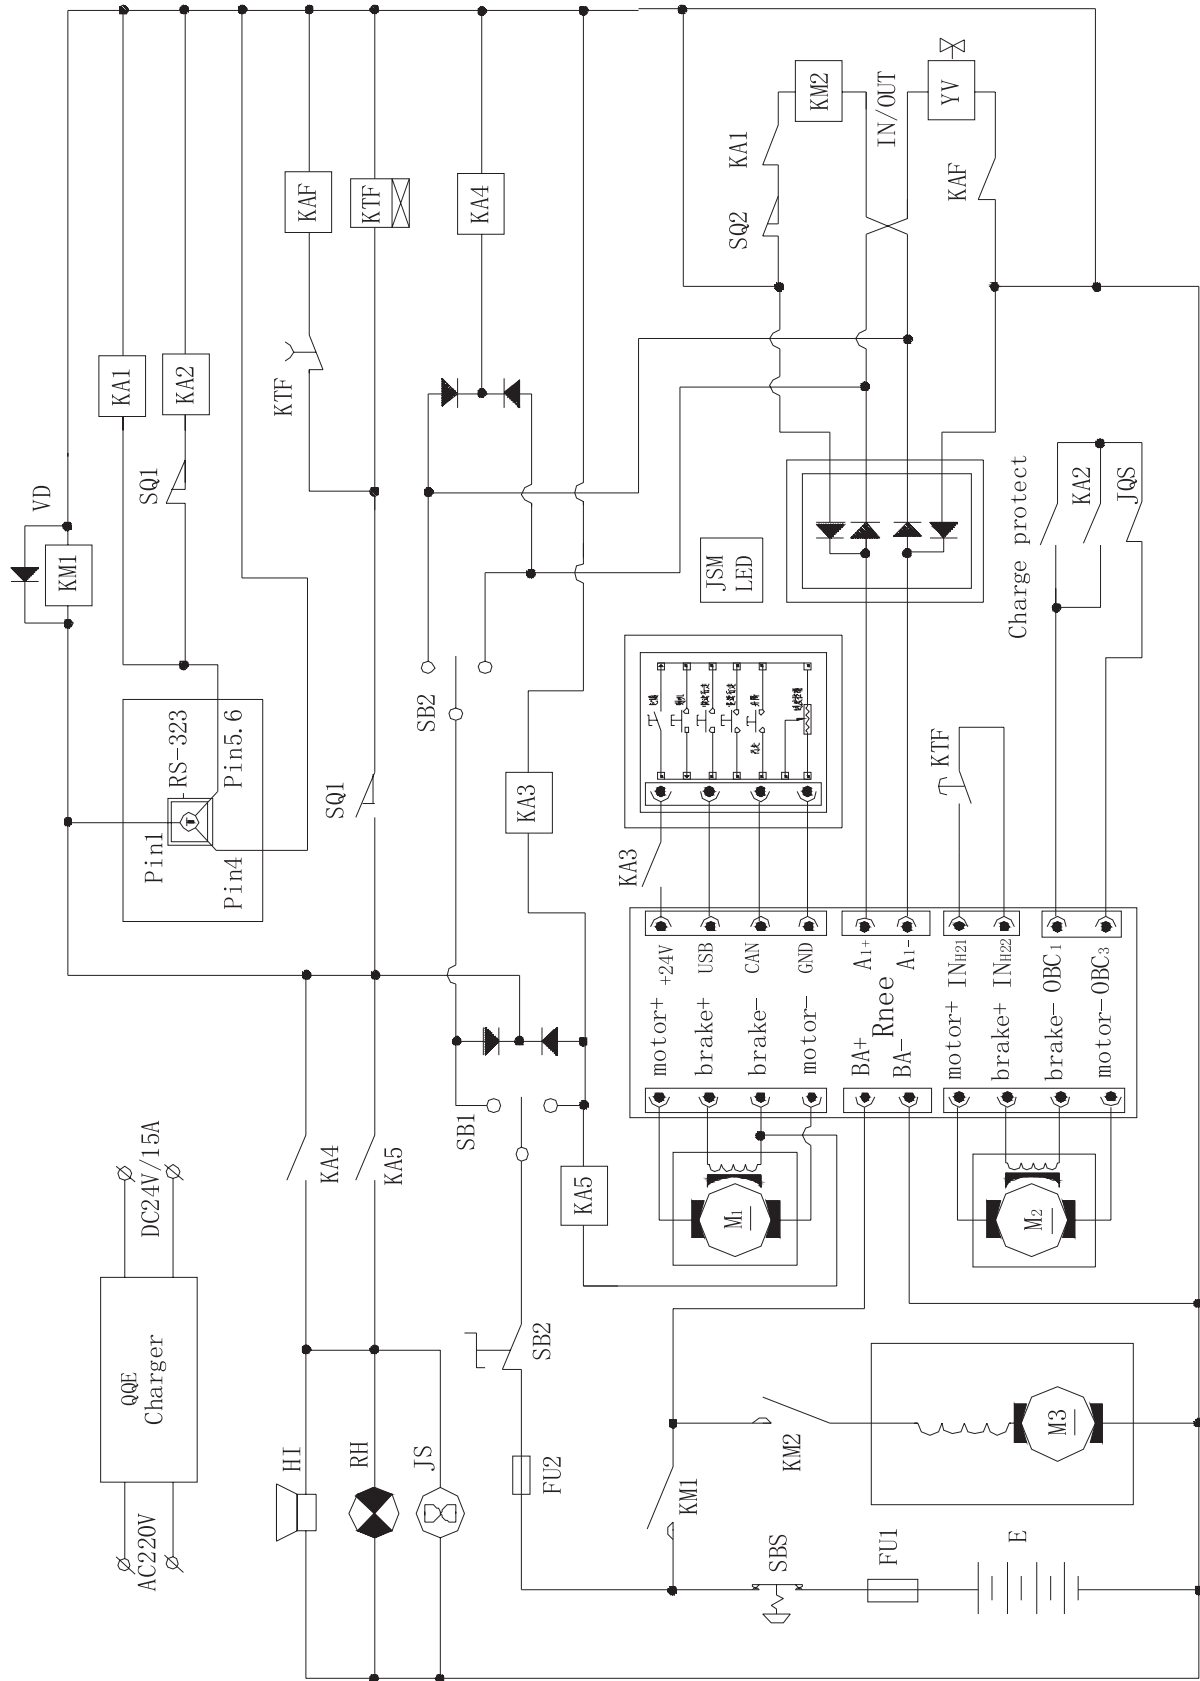 VD
KM1
KA1
KA2
SQ1
KTF
KAF
KTF
KA4
KA1
SQ2
KM2
IN/OUT
YV
KAF
Pin1
RS-323
Pin5.6
Pin4
SQ1
SB2
KA3
JSM
LED
Charge protect
KA2
JQS
KA3
KTF
QQE
Charger
AC220V
DC24V/15A
KA4
KA5
SB1
KA5
motor+ +24V
brake+ USB
brake- CAN
motor- GND
BA+ A1+
Rnee
BA- A1-
motor+ INH21
brake+ INH22
brake- OBC1
motor- OBC3
M1
M2
HI
RH
JS
SB2
FU2
KM1
KM2
M3
SBS
FU1
E